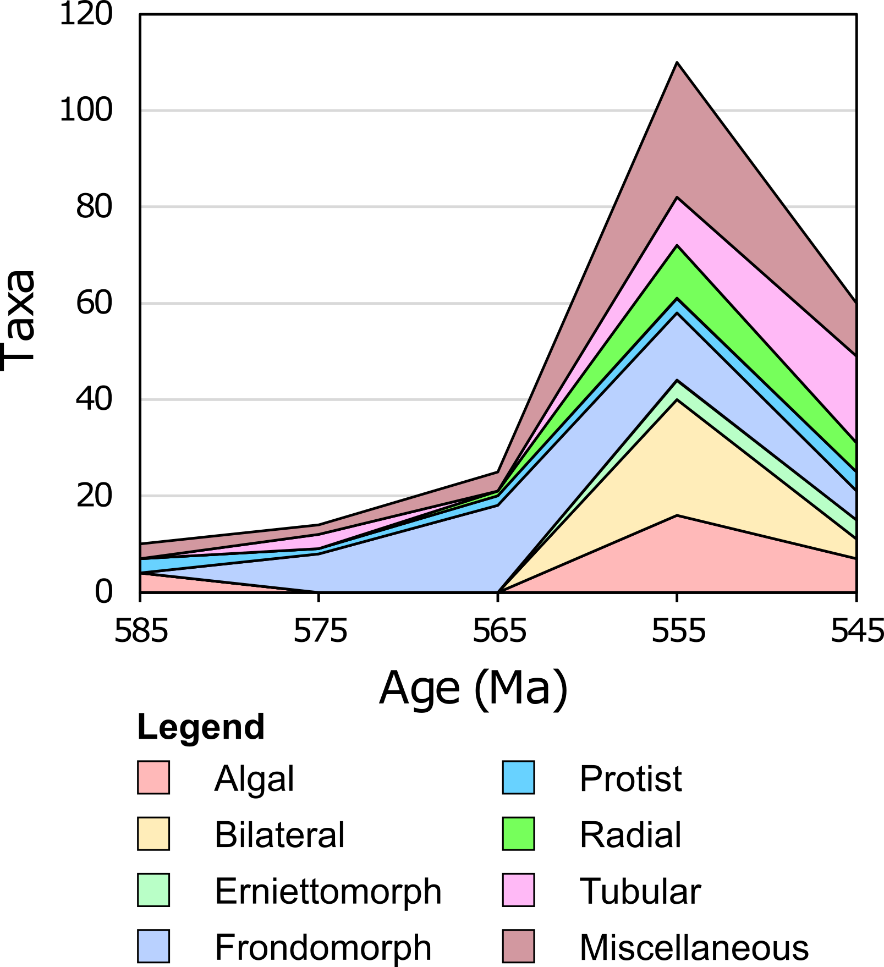 120
100
80
60
40
20
0
Taxa
585 575 565 555 545
Age (Ma)
Legend
Algal Protist
Bilateral Radial
Erniettomorph Tubular
Frondomorph Miscellaneous